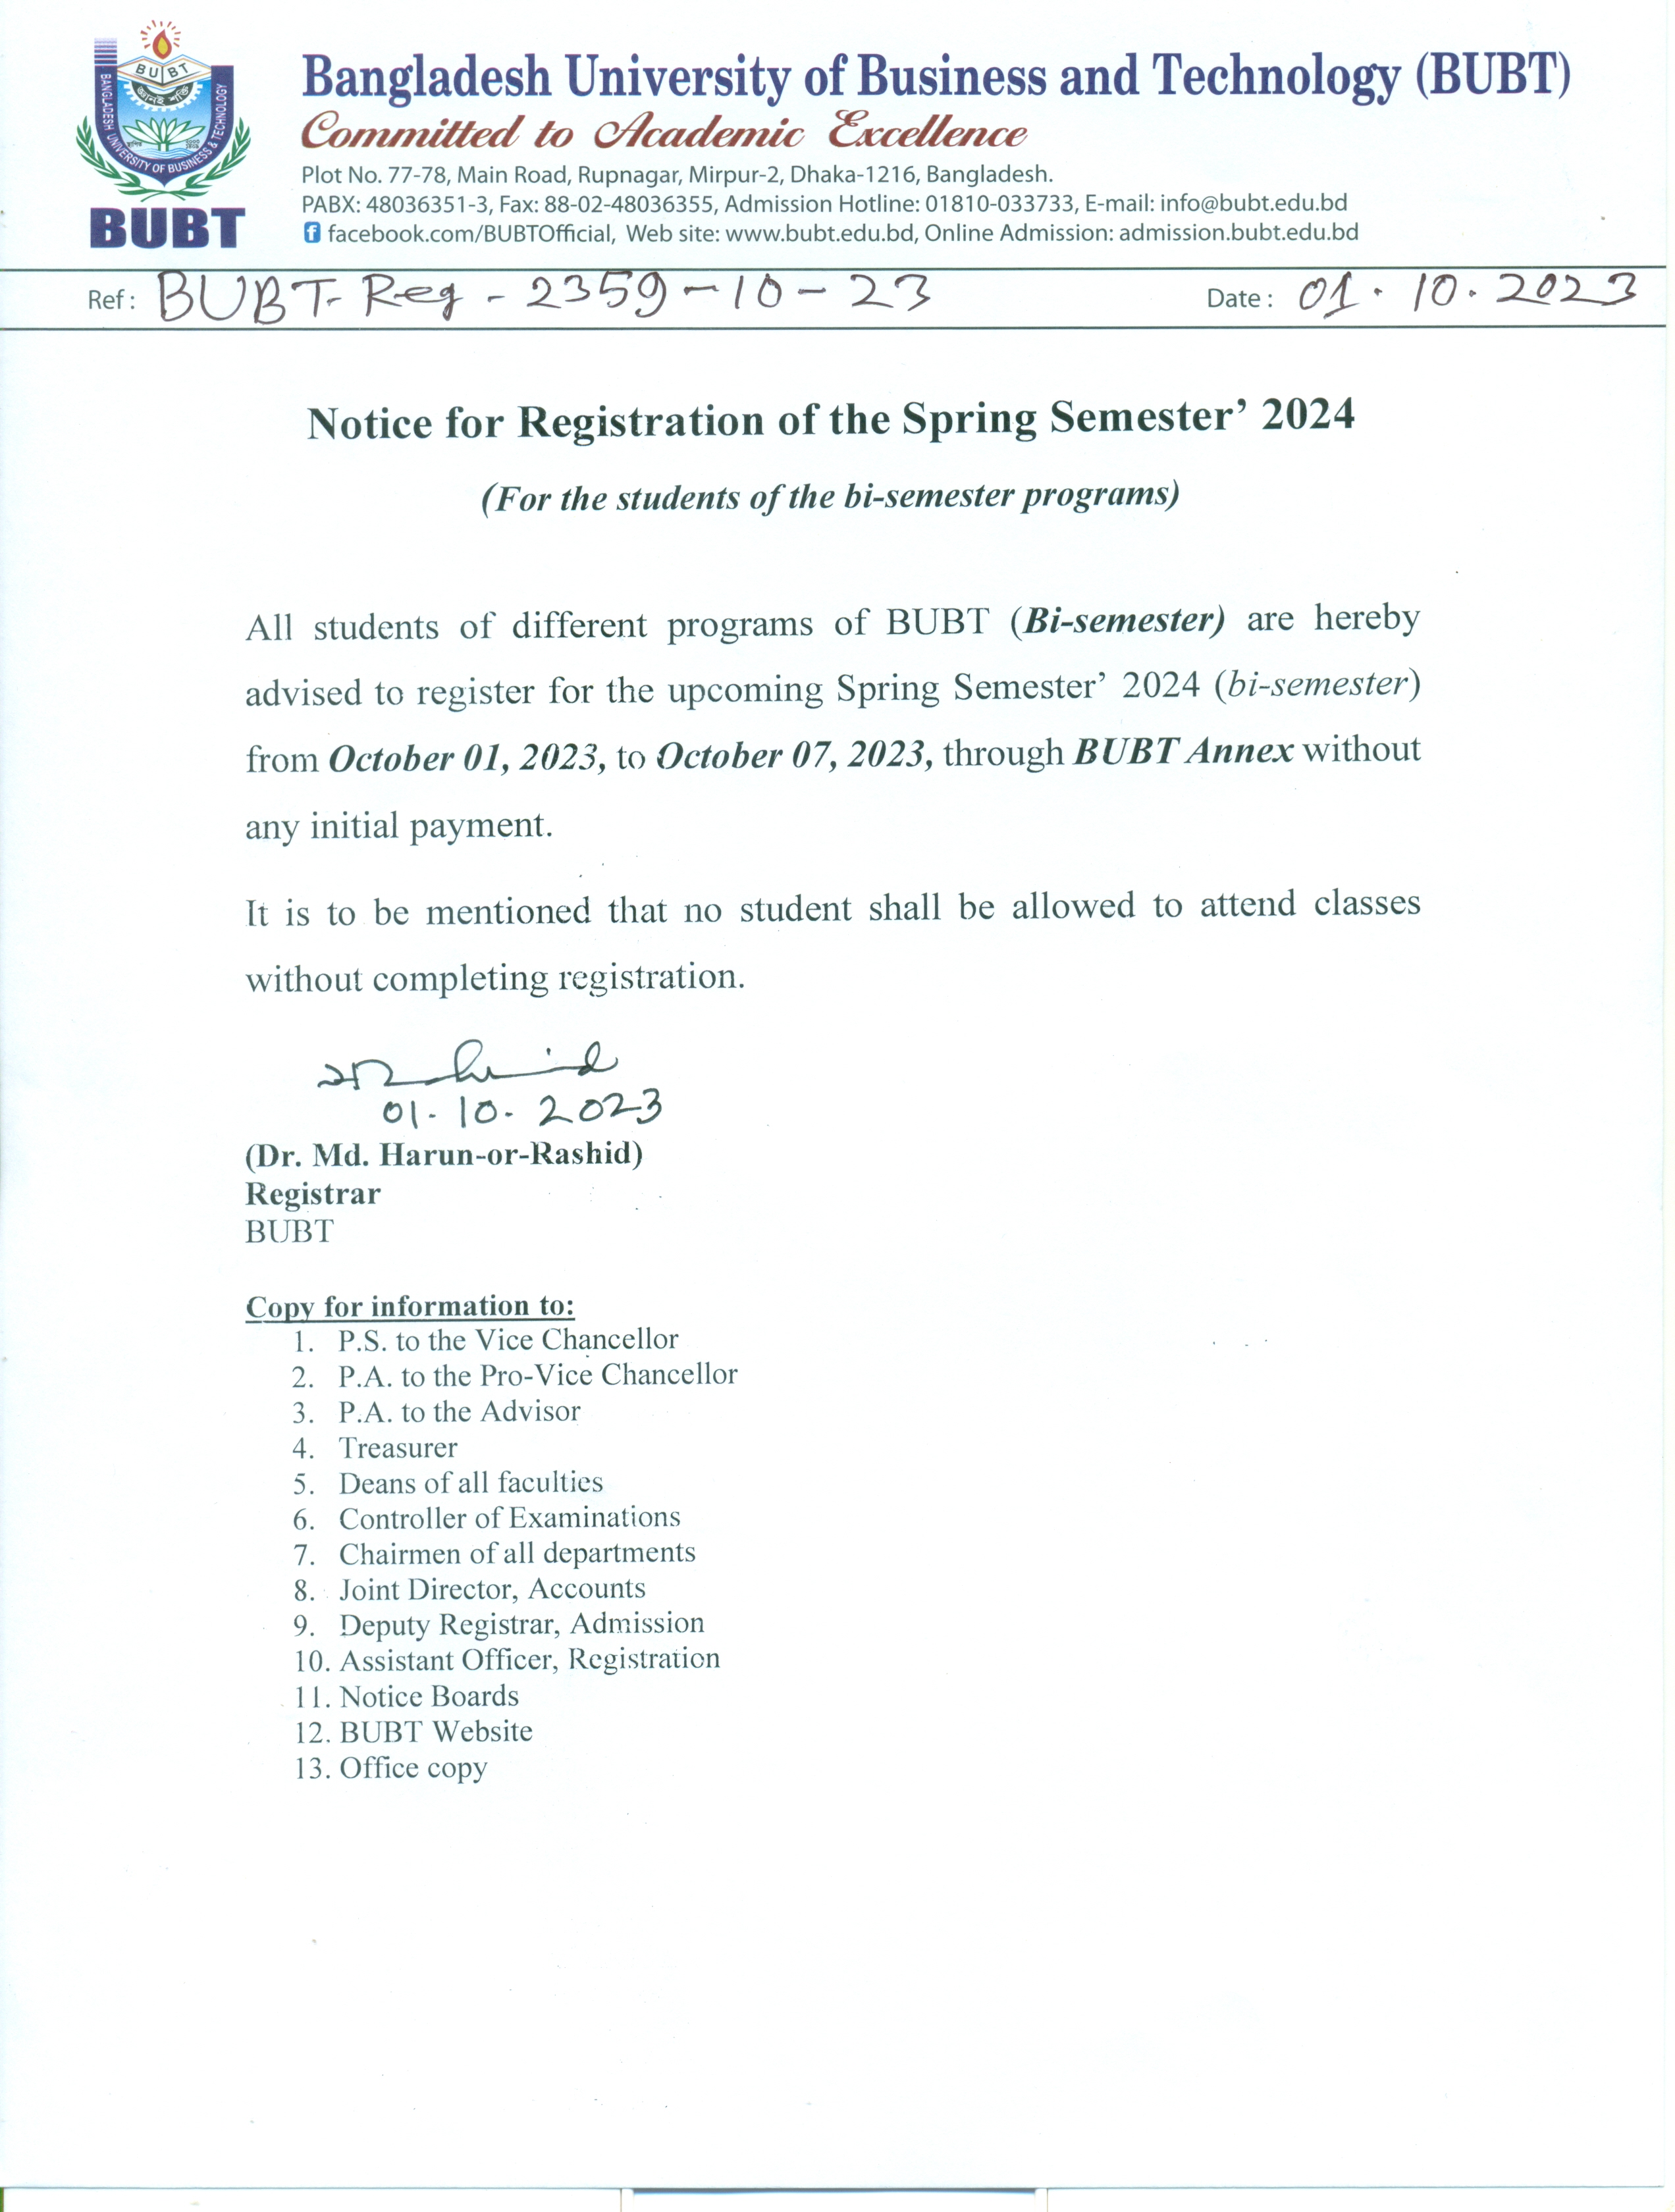 BUBT
জ্ঞানই শক্তি
BANGLADESH UNIVERSITY OF BUSINESS & TECHNOLOGY
BUBT
Bangladesh University of Business and Technology (BUBT)
Committed to Academic Excellence
Plot No. 77-78, Main Road, Rupnagar, Mirpur-2, Dhaka-1216, Bangladesh.
PABX: 48036351-3, Fax: 88-02-48036355, Admission Hotline: 01810-033733, E-mail: info@bubt.edu.bd
facebook.com/BUBTOfficial, Web site: www.bubt.edu.bd, Online Admission: admission.bubt.edu.bd
Ref: BUBT-Reg-2359-10-23 Date: 01.10.2023
Notice for Registration of the Spring Semester’ 2024
(For the students of the bi-semester programs)
All students of different programs of BUBT (Bi-semester) are hereby
advised to register for the upcoming Spring Semester’ 2024 (bi-semester)
from October 01, 2023, to October 07, 2023, through BUBT Annex without
any initial payment.
It is to be mentioned that no student shall be allowed to attend classes
without completing registration.
01.10.2023
(Dr. Md. Harun-or-Rashid)
Registrar
BUBT
Copy for information to:
1. P.S. to the Vice Chancellor
2. P.A. to the Pro-Vice Chancellor
3. P.A. to the Advisor
4. Treasurer
5. Deans of all faculties
6. Controller of Examinations
7. Chairmen of all departments
8. Joint Director, Accounts
9. Deputy Registrar, Admission
10. Assistant Officer, Registration
11. Notice Boards
12. BUBT Website
13. Office copy